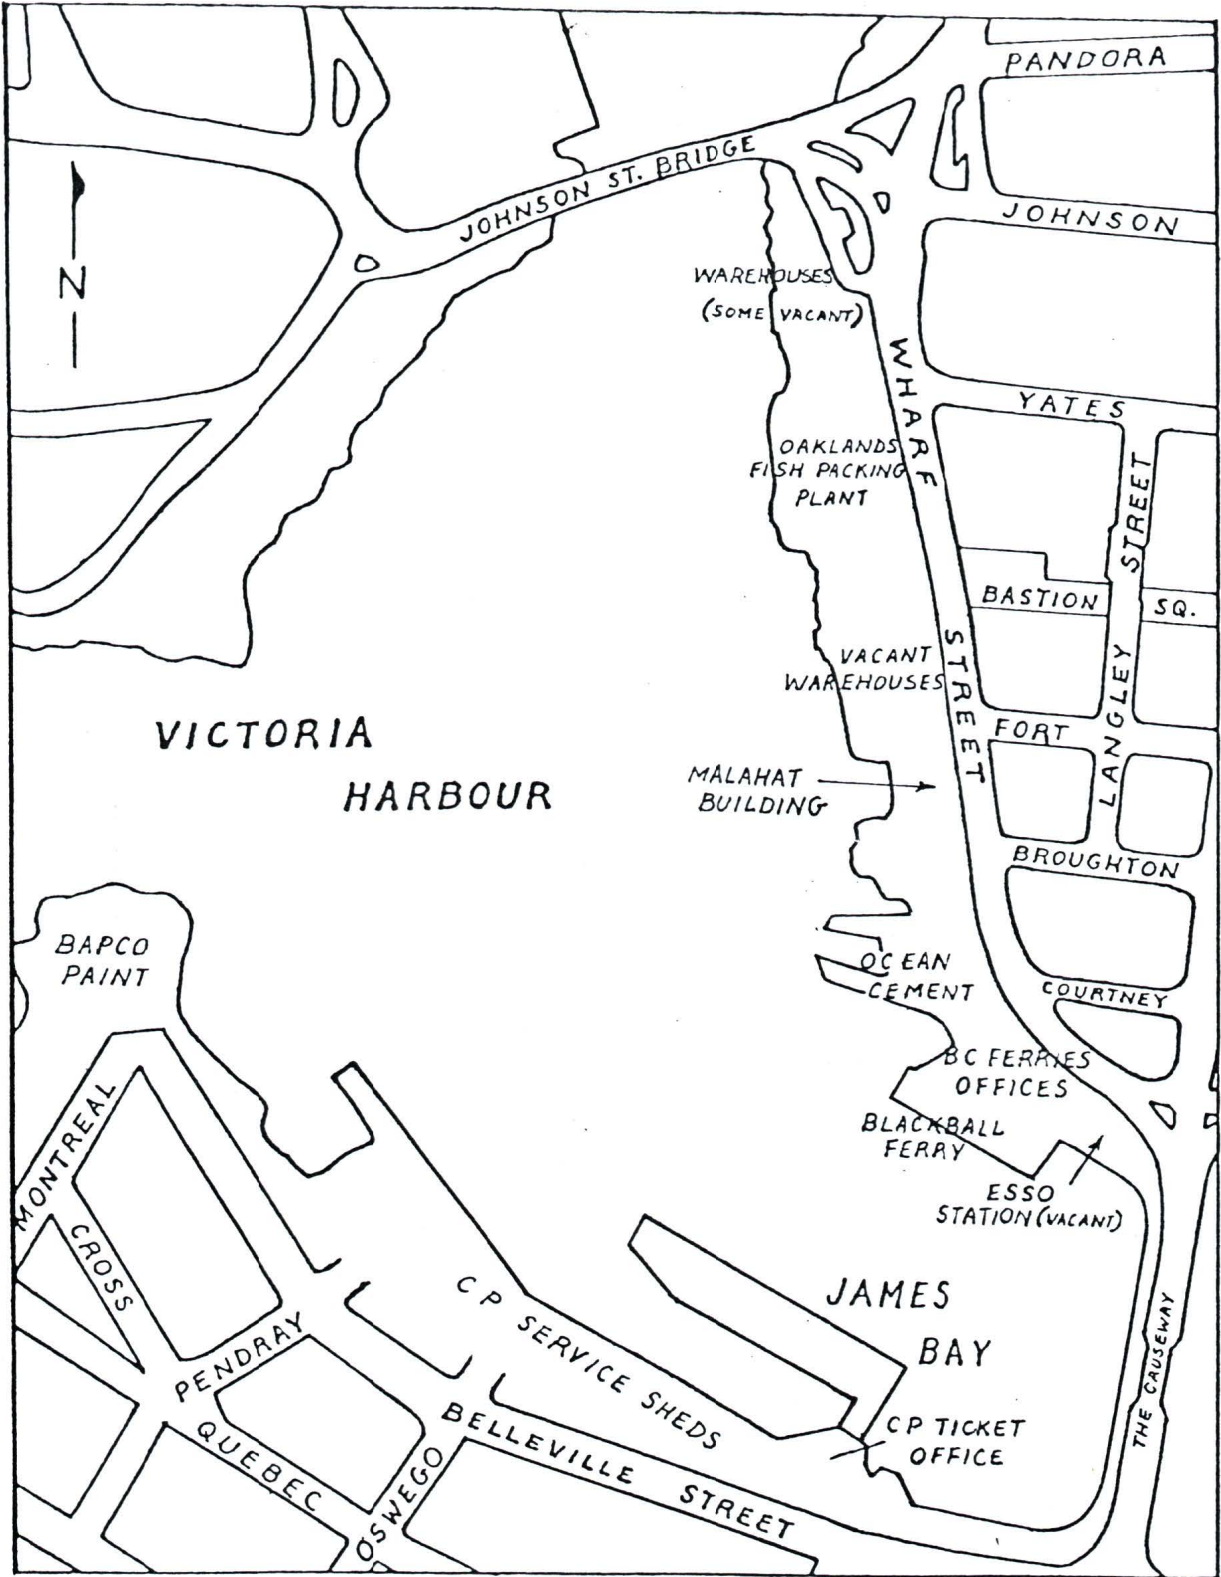 PANDORA
JOHNSON ST. BRIDGE
JOHNSON
N
WAREHOUSES
(SOME VACANT)
WHARF STREET
YATES
OAKLANDS
FISH PACKING
PLANT
LANGLEY STREET
BASTION SQ.
VACANT
WAREHOUSES
FORT
VICTORIA
HARBOUR
MALAHAT
BUILDING
BROUGHTON
BAPCO
PAINT
OCEAN
CEMENT
COURTNEY
BC FERRIES
OFFICES
BLACKBALL
FERRY
ESSO
STATION (VACANT)
MONTREAL
CROSS
CP SERVICE SHEDS
JAMES
BAY
THE CAUSEWAY
PENDRAY
QUEBEC
BELLEVILLE STREET
CP TICKET
OFFICE
OSWEGO